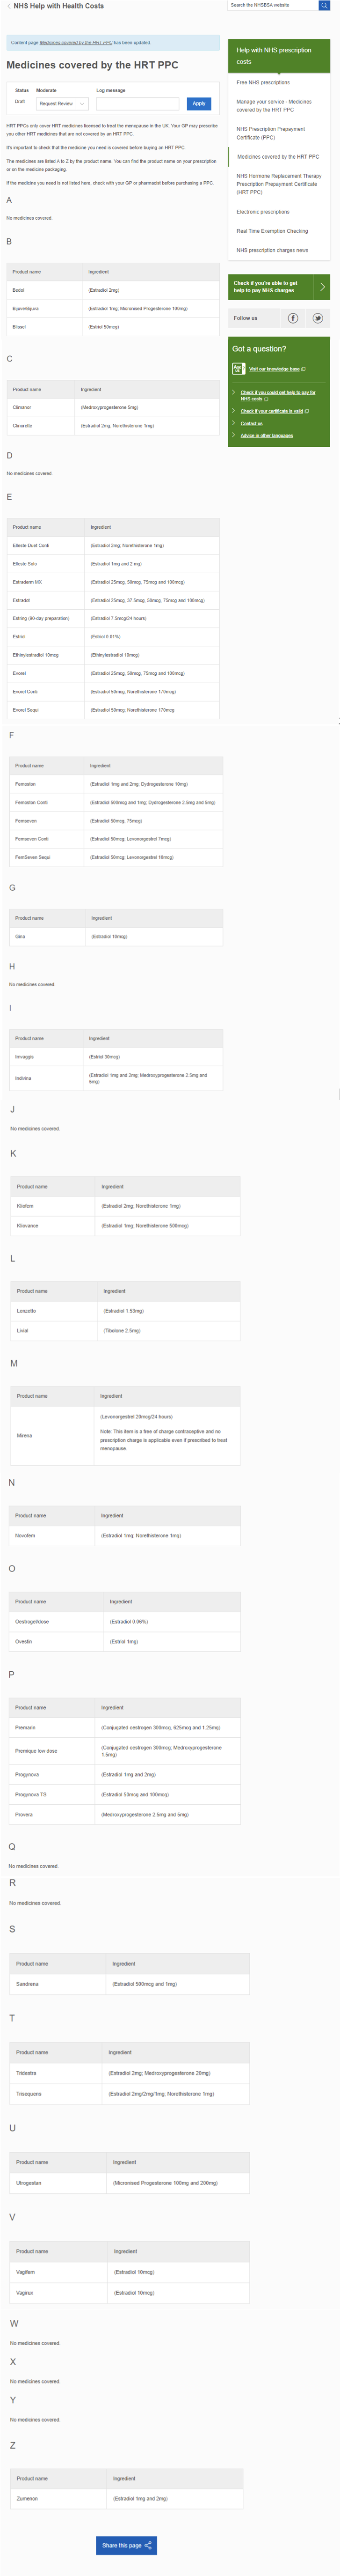 NHS Help with Health Costs
Search the NHSBSA website
Content page Medicines covered by the HRT PPC has been updated.
Medicines covered by the HRT PPC
Status Moderate Log message
Draft Request Review Apply
HRT PPCs only cover HRT medicines licensed to treat the menopause in the UK. Your GP may prescribe
you other HRT medicines that are not covered by an HRT PPC.
It's important to check that the medicine you need is covered before buying an HRT PPC.
The medicines are listed A to Z by the product name. You can find the product name on your prescription
or on the medicine packaging.
If the medicine you need is not listed here, check with your GP or pharmacist before purchasing a PPC.
A
No medicines covered.
B
Product name Ingredient
Bedol (Estradiol 2mg)
Bijuve/Bijuva (Estradiol 1mg; Micronised Progesterone 100mg)
Blissel (Estriol 50mcg)
C
Product name Ingredient
Climanor (Medroxyprogesterone 5mg)
Clinorette (Estradiol 2mg; Norethisterone 1mg)
D
No medicines covered.
E
Product name Ingredient
Elleste Duet Conti (Estradiol 2mg; Norethisterone 1mg)
Elleste Solo (Estradiol 1mg and 2 mg)
Estraderm MX (Estradiol 25mcg, 50mcg, 75mcg and 100mcg)
Estradot (Estradiol 25mcg, 37.5mcg, 50mcg, 75mcg and 100mcg)
Estring (90-day preparation) (Estradiol 7.5mcg/24 hours)
Estriol (Estriol 0.01%)
Ethinylestradiol 10mcg (Ethinylestradiol 10mcg)
Evorel (Estradiol 25mcg, 50mcg, 75mcg and 100mcg)
Evorel Conti (Estradiol 50mcg; Norethisterone 170mcg)
Evorel Sequi (Estradiol 50mcg; Norethisterone 170mcg
F
Product name Ingredient
Femoston (Estradiol 1mg and 2mg; Dydrogesterone 10mg)
Femoston Conti (Estradiol 500mcg and 1mg; Dydrogesterone 2.5mg and 5mg)
Femseven (Estradiol 50mcg, 75mcg)
Femseven Conti (Estradiol 50mcg; Levonorgestrel 7mcg)
FemSeven Sequi (Estradiol 50mcg; Levonorgestrel 10mcg)
G
Product name Ingredient
Gina (Estradiol 10mcg)
H
No medicines covered.
I
Product name Ingredient
Imvaggis (Estriol 30mcg)
Indivina (Estradiol 1mg and 2mg; Medroxyprogesterone 2.5mg and
5mg)
J
No medicines covered.
K
Product name Ingredient
Kliofem (Estradiol 2mg; Norethisterone 1mg)
Kliovance (Estradiol 1mg; Norethisterone 500mcg)
L
Product name Ingredient
Lenzetto (Estradiol 1.53mg)
Livial (Tibolone 2.5mg)
M
Product name Ingredient
Mirena (Levonorgestrel 20mcg/24 hours)
Note: This item is a free of charge contraceptive and no
prescription charge is applicable even if prescribed to treat
menopause.
N
Product name Ingredient
Novofem (Estradiol 1mg; Norethisterone 1mg)
O
Product name Ingredient
Oestrogel/dose (Estradiol 0.06%)
Ovestin (Estriol 1mg)
P
Product name Ingredient
Premarin (Conjugated oestrogen 300mcg, 625mcg and 1.25mg)
Premique low dose (Conjugated oestrogen 300mcg; Medroxyprogesterone
1.5mg)
Progynova (Estradiol 1mg and 2mg)
Progynova TS (Estradiol 50mcg and 100mcg)
Provera (Medroxyprogesterone 2.5mg and 5mg)
Q
No medicines covered.
R
No medicines covered.
S
Product name Ingredient
Sandrena (Estradiol 500mcg and 1mg)
T
Product name Ingredient
Tridestra (Estradiol 2mg; Medroxyprogesterone 20mg)
Trisequens (Estradiol 2mg/2mg/1mg; Norethisterone 1mg)
U
Product name Ingredient
Utrogestan (Micronised Progesterone 100mg and 200mg)
V
Product name Ingredient
Vagifem (Estradiol 10mcg)
Vagirux (Estradiol 10mcg)
W
No medicines covered.
X
No medicines covered.
Y
No medicines covered.
Z
Product name Ingredient
Zumenon (Estradiol 1mg and 2mg)
Share this page
Help with NHS prescription
costs
Free NHS prescriptions
Manage your service - Medicines
covered by the HRT PPC
NHS Prescription Prepayment
Certificate (PPC)
Medicines covered by the HRT PPC
NHS Hormone Replacement Therapy
Prescription Prepayment Certificate
(HRT PPC)
Electronic prescriptions
Real Time Exemption Checking
NHS prescription charges news
Check if you're able to get
help to pay NHS charges
Follow us
Got a question?
Visit our knowledge base
Check if you could get help to pay for
NHS costs
Check if your certificate is valid
Contact us
Advice in other languages